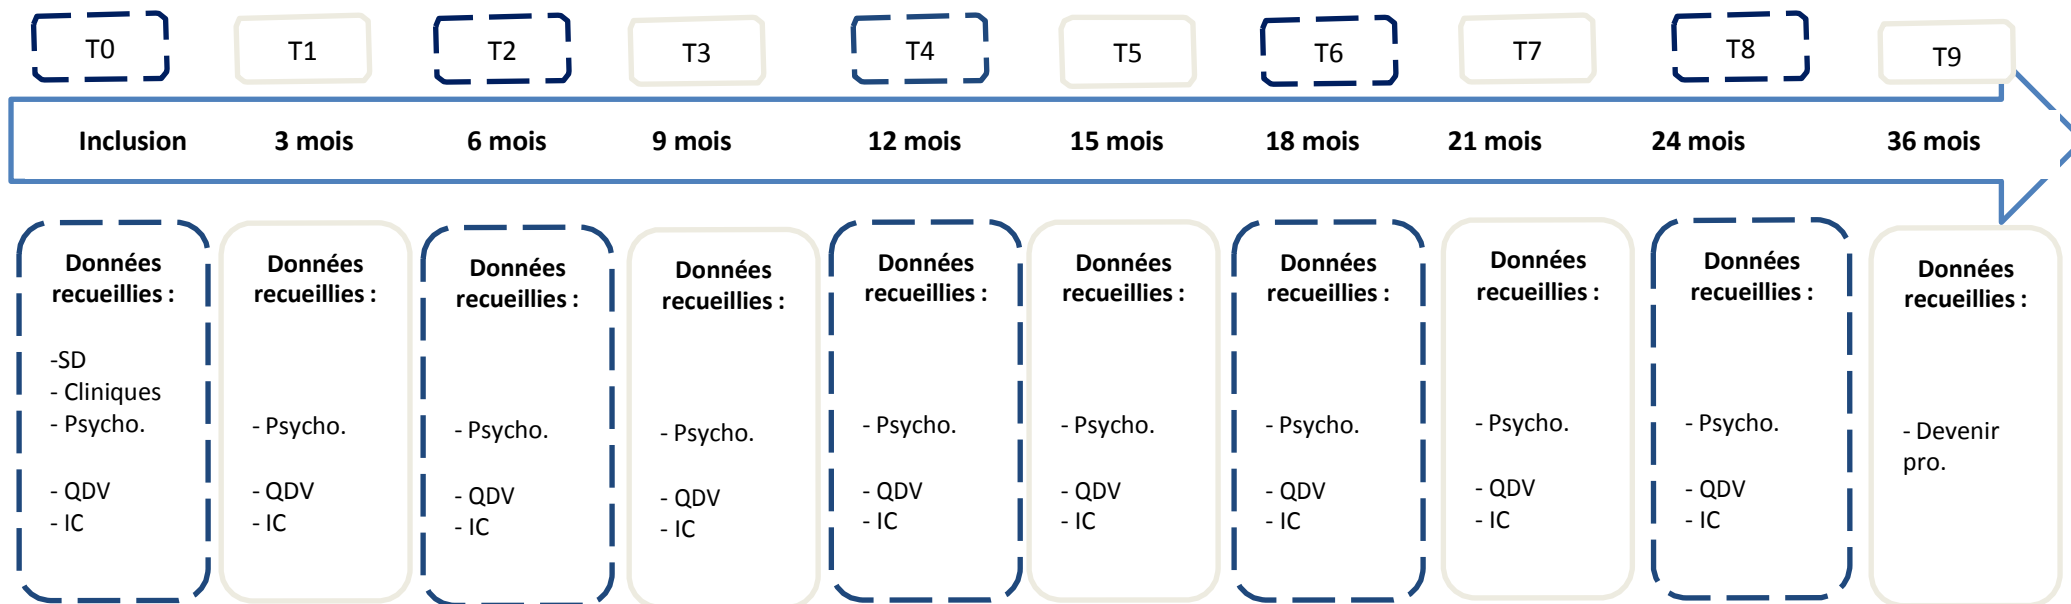 T0
T1
T2
T3
T4
T5
T6
T7
T8
T9
Inclusion
3 mois
6 mois
9 mois
12 mois
15 mois
18 mois
21 mois
24 mois
36 mois
Données
recueillies :
-SD
- Cliniques
- Psycho.
- QDV
- IC
Données
recueillies :
- Psycho.
- QDV
- IC
Données
recueillies :
- Psycho.
- QDV
- IC
Données
recueillies :
- Psycho.
- QDV
- IC
Données
recueillies :
- Psycho.
- QDV
- IC
Données
recueillies :
- Psycho.
- QDV
- IC
Données
recueillies :
- Psycho.
- QDV
- IC
Données
recueillies :
- Psycho.
- QDV
- IC
Données
recueillies :
- Psycho.
- QDV
- IC
Données
recueillies :
- Devenir
pro.